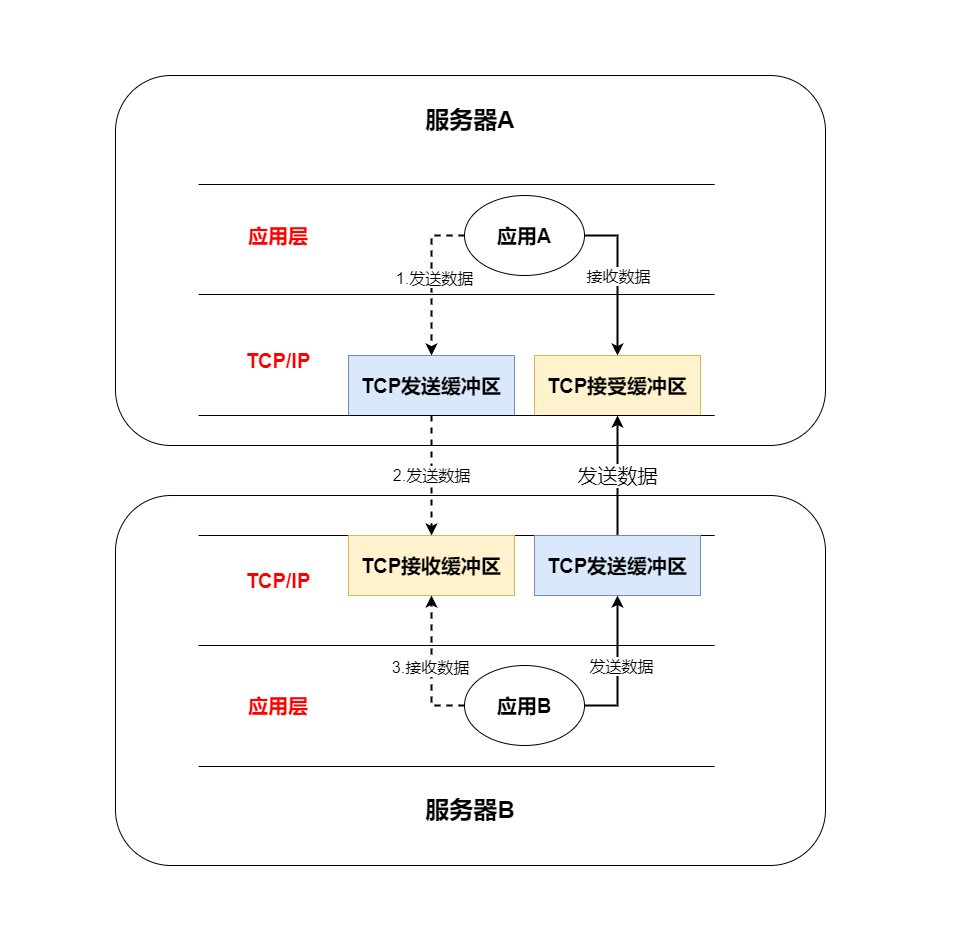 服务器A
应用层
应用A
1.发送数据
接收数据
TCP/IP
TCP发送缓冲区
TCP接受缓冲区
2.发送数据
发送数据
TCP接收缓冲区
TCP发送缓冲区
TCP/IP
3.接收数据
发送数据
应用层
应用B
服务器B